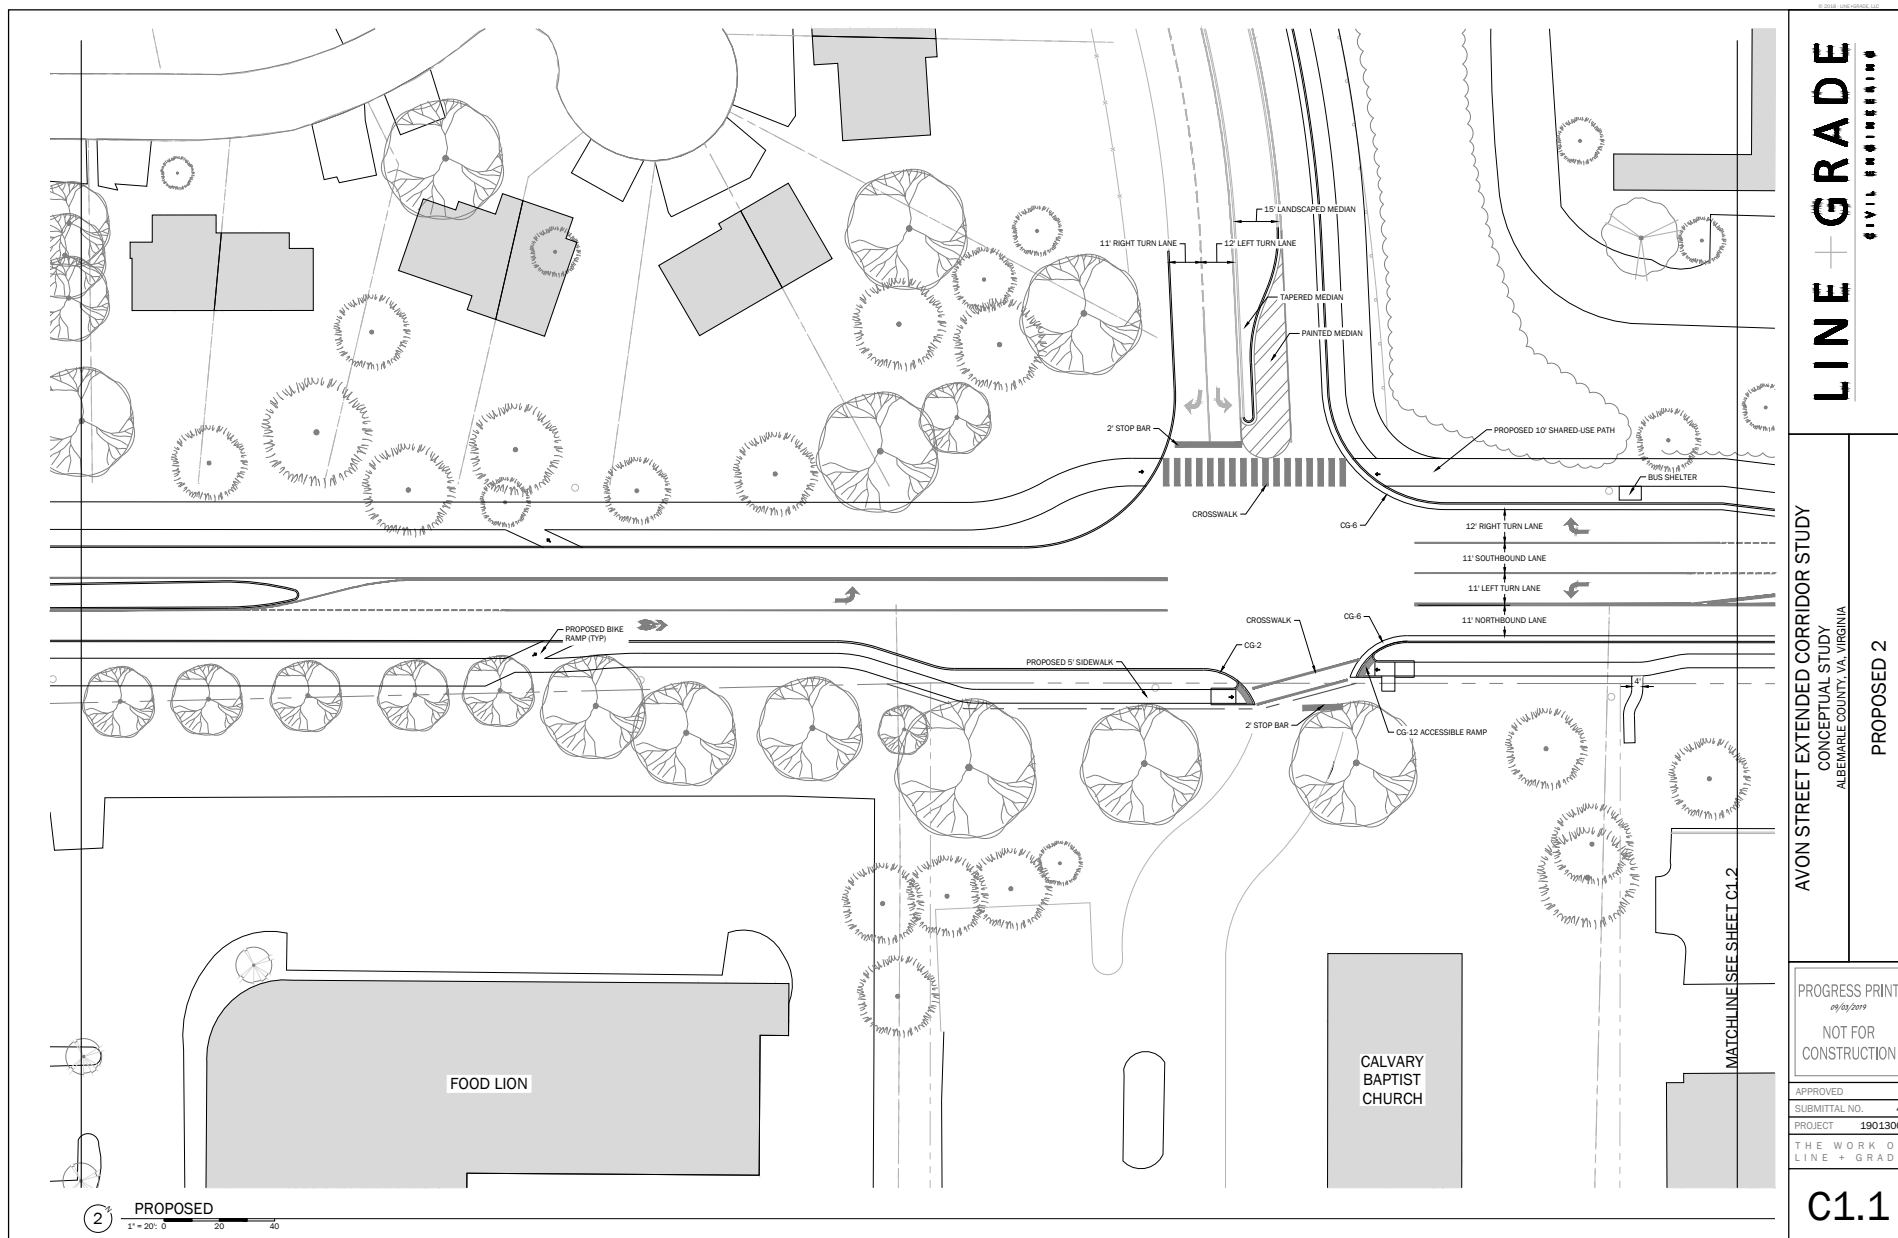 © 2018 · LINE+GRADE, LLC
15' LANDSCAPED MEDIAN
11' RIGHT TURN LANE
12' LEFT TURN LANE
TAPERED MEDIAN
PAINTED MEDIAN
2' STOP BAR
PROPOSED 10' SHARED-USE PATH
BUS SHELTER
CROSSWALK
CG-6
12' RIGHT TURN LANE
11' SOUTHBOUND LANE
11' LEFT TURN LANE
11' NORTHBOUND LANE
CG-6
CROSSWALK
PROPOSED BIKE
RAMP (TYP)
CG-2
PROPOSED 5' SIDEWALK
4'
2' STOP BAR
CG-12 ACCESSIBLE RAMP
MATCHLINE SEE SHEET C1.2
FOOD LION
CALVARY
BAPTIST
CHURCH
2
N
PROPOSED
1" = 20': 0 20 40
LINE + GRADE
CIVIL ENGINEERING
AVON STREET EXTENDED CORRIDOR STUDY
CONCEPTUAL STUDY
ALBEMARLE COUNTY, VA, VIRGINIA
PROPOSED 2
PROGRESS PRINT
09/03/2019
NOT FOR
CONSTRUCTION
APPROVED
SUBMITTAL NO.
PROJECT 1901300
THE WORK O
LINE + GRAD
C1.1